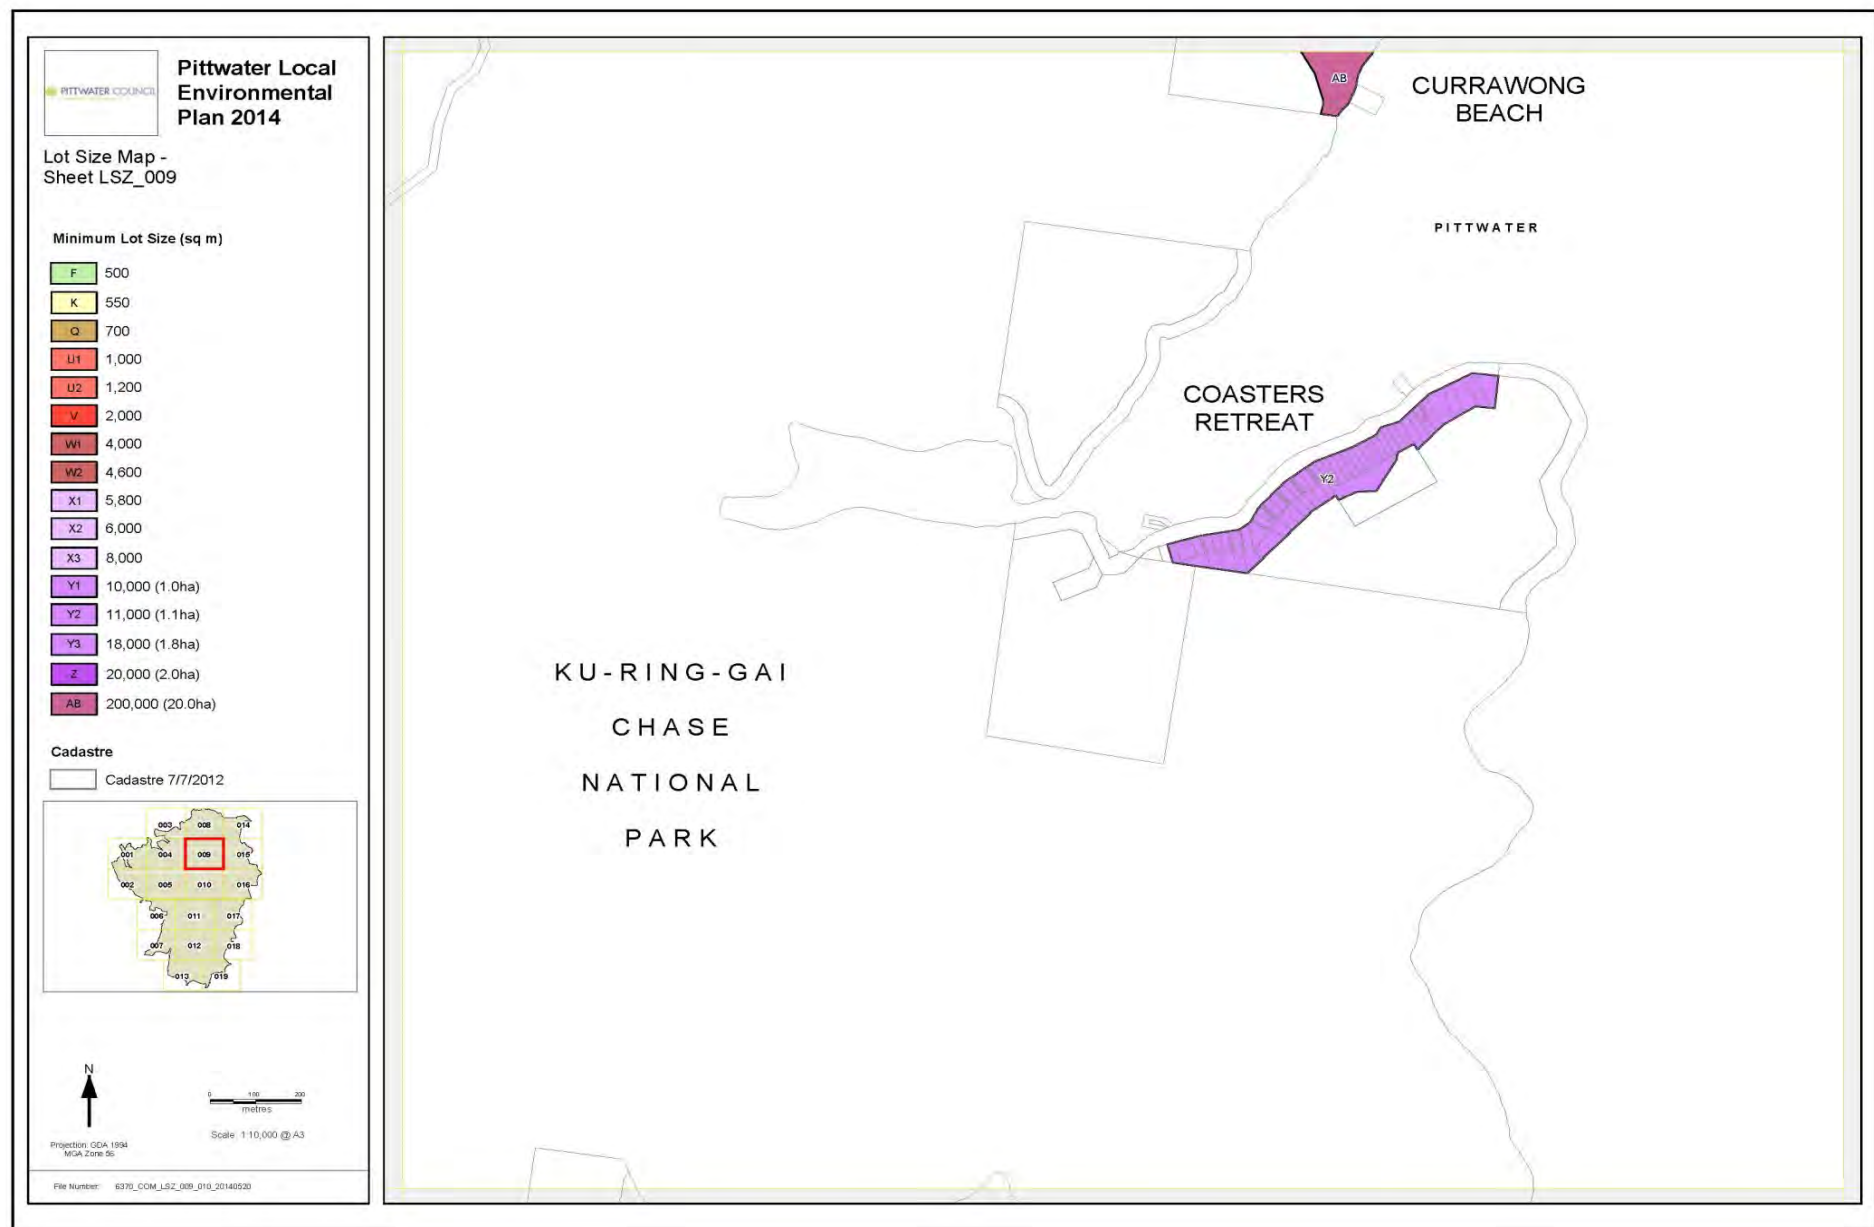 PITTWATER COUNCIL
Pittwater Local
Environmental
Plan 2014
Lot Size Map -
Sheet LSZ_009
Minimum Lot Size (sq m)
F 500
K 550
Q 700
U1 1,000
U2 1,200
V 2,000
W1 4,000
W2 4,600
X1 5,800
X2 6,000
X3 8,000
Y1 10,000 (1.0ha)
Y2 11,000 (1.1ha)
Y3 18,000 (1.8ha)
Z 20,000 (2.0ha)
AB 200,000 (20.0ha)
Cadastre
Cadastre 7/7/2012
003 008 014
001 004 009 015
002 005 010 016
006 011 017
007 012 018
013 019
N
0 100 200
metres
Scale 1:10,000 @ A3
Projection: GDA 1994
MGA Zone 56
File Number: 6370_COM_LSZ_009_010_20140520
AB
CURRAWONG
BEACH
PITTWATER
COASTERS
RETREAT
Y2
KU-RING-GAI
CHASE
NATIONAL
PARK